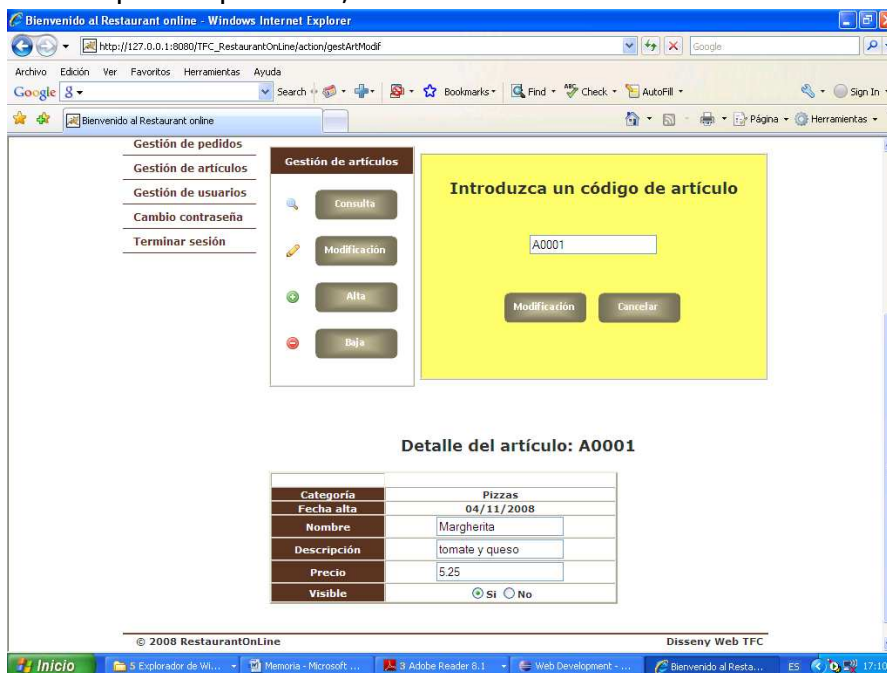 Bienvenido al Restaurant online - Windows Internet Explorer
http://127.0.0.1:8080/TFC_RestaurantOnLine/action/gestArtModif
Google
Archivo Edición Ver Favoritos Herramientas Ayuda
Google Search Bookmarks Find Check AutoFill Sign In
Bienvenido al Restaurant online Página Herramientas
Gestión de pedidos
Gestión de artículos
Gestión de usuarios
Cambio contraseña
Terminar sesión
Gestión de artículos
Consulta
Modificación
Alta
Baja
Introduzca un código de artículo
A0001
Modificación Cancelar
Detalle del artículo: A0001
Categoría Pizzas
Fecha alta 04/11/2008
Nombre Margherita
Descripción tomate y queso
Precio 5.25
Visible Si No
© 2008 RestaurantOnLine Disseny Web TFC
Inicio 5 Explorador de Wi... Memoria - Microsoft ... 3 Adobe Reader 8.1 Web Development - ... Bienvenido al Resta... ES 17:10